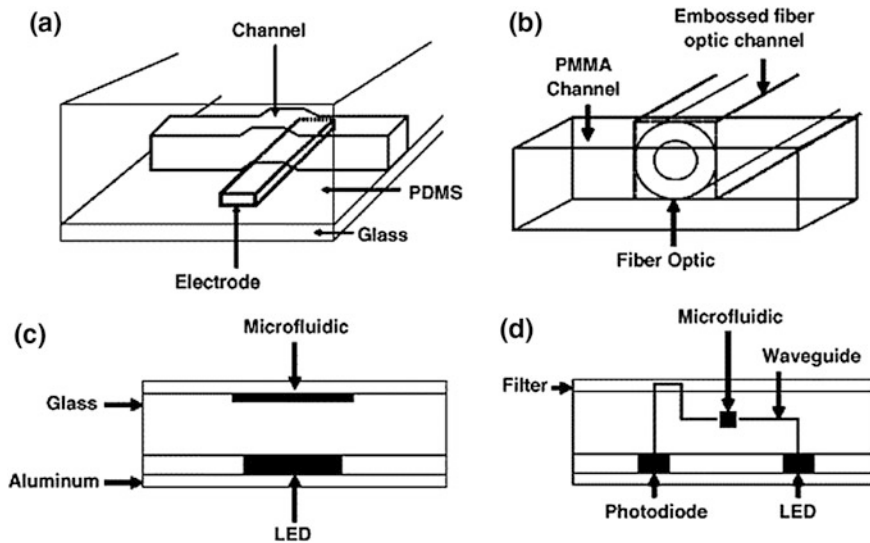 (a)
Channel
PDMS
Glass
Electrode
(b)
Embossed fiber
optic channel
PMMA
Channel
Fiber Optic
(c)
Microfluidic
Glass
Aluminum
LED
(d)
Microfluidic
Waveguide
Filter
Photodiode
LED